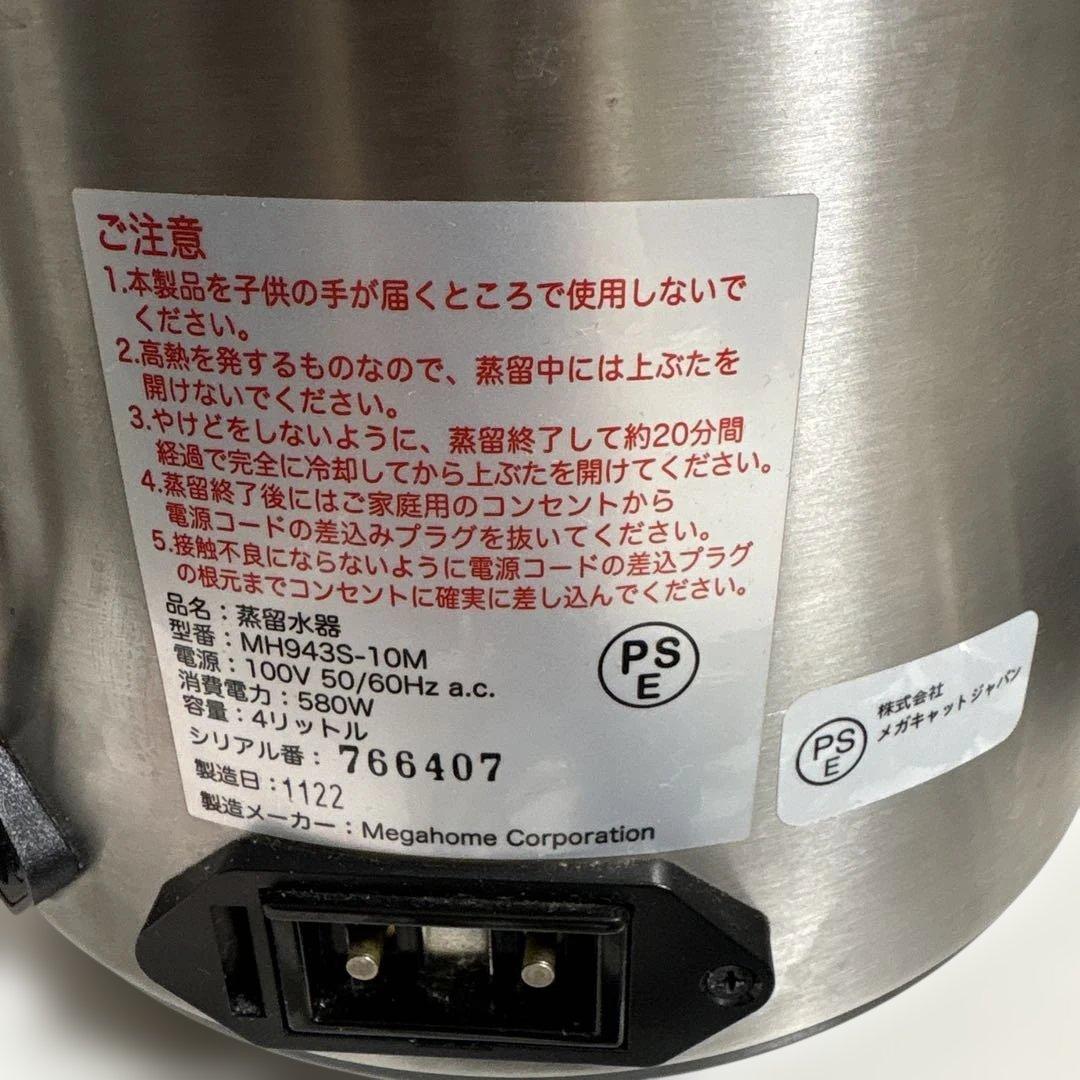 ご注意
1.本製品を子供の手が届くところで使用しないで
ください。
2.高熱を発するものなので、蒸留中には上ぶたを
開けないでください。
3.やけどをしないように、蒸留終了して約20分間
経過で完全に冷却してから上ぶたを開けてください。
4.蒸留終了後にはご家庭用のコンセントから
電源コードの差込みプラグを抜いてください。
5.接触不良にならないように電源コードの差込プラグ
の根元までコンセントに確実に差し込んでください。
品名：蒸留水器
型番：MH943S-10M
電源：100V 50/60Hz a.c.
消費電力：580W
容量：4リットル
シリアル番：766407
製造日：1122
製造メーカー：Megahome Corporation
PS
E
PS
E
株式会社
メガキャットジャパン